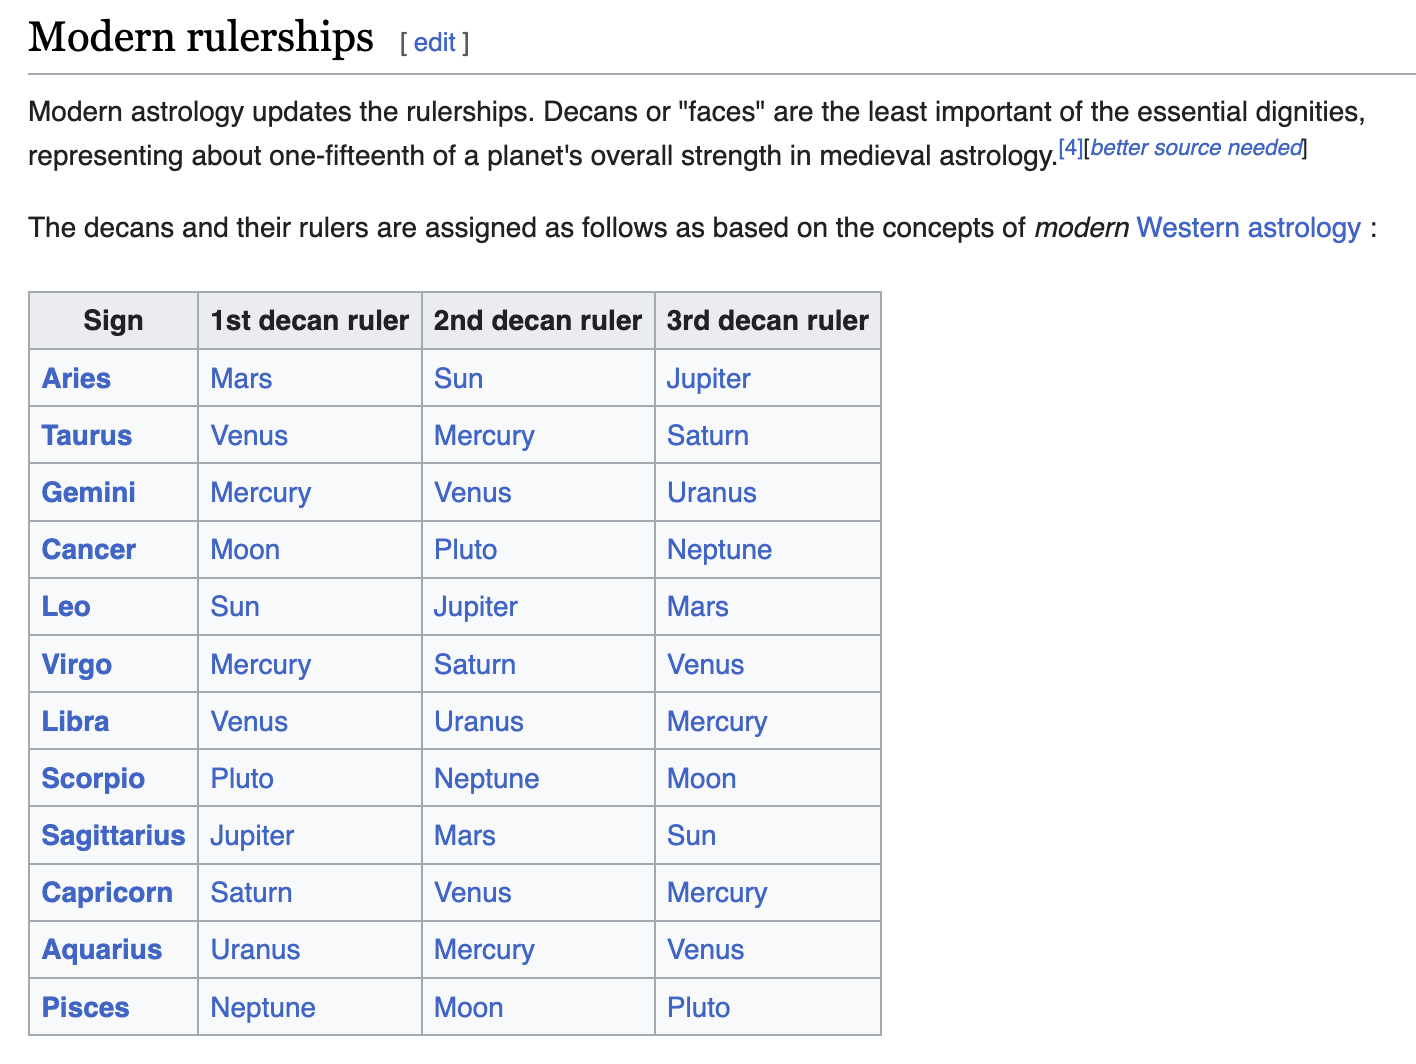 Modern rulerships [ edit ]
Modern astrology updates the rulerships. Decans or "faces" are the least important of the essential dignities,
representing about one-fifteenth of a planet's overall strength in medieval astrology.[4][better source needed]
The decans and their rulers are assigned as follows as based on the concepts of modern Western astrology :
Sign 1st decan ruler 2nd decan ruler 3rd decan ruler
Aries Mars Sun Jupiter
Taurus Venus Mercury Saturn
Gemini Mercury Venus Uranus
Cancer Moon Pluto Neptune
Leo Sun Jupiter Mars
Virgo Mercury Saturn Venus
Libra Venus Uranus Mercury
Scorpio Pluto Neptune Moon
Sagittarius Jupiter Mars Sun
Capricorn Saturn Venus Mercury
Aquarius Uranus Mercury Venus
Pisces Neptune Moon Pluto